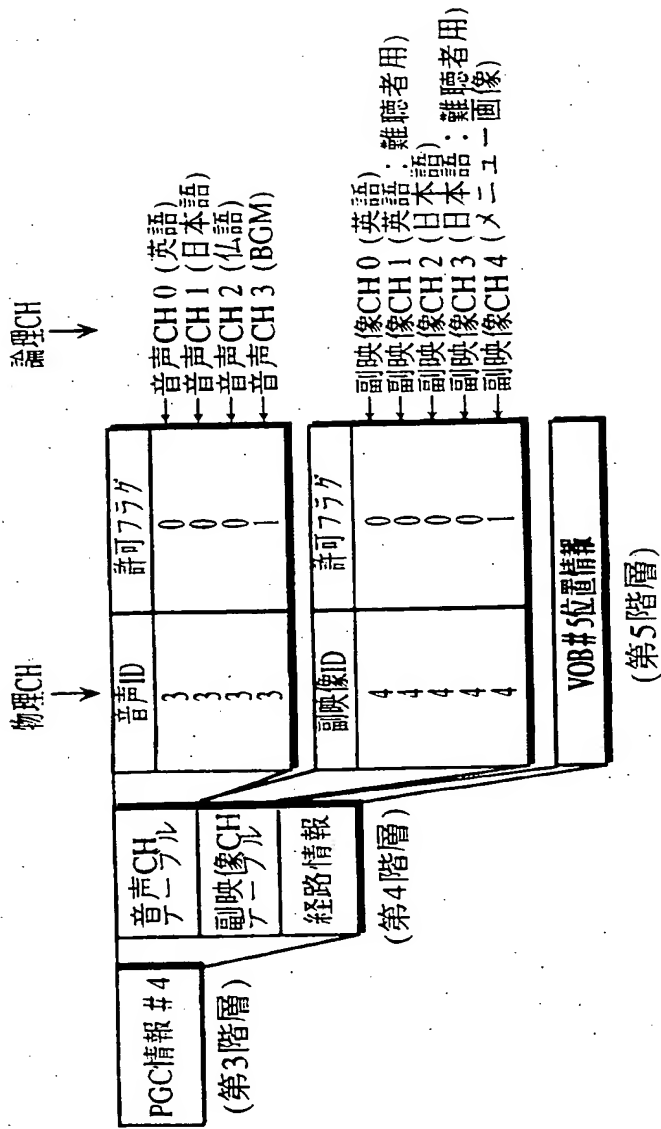 PGC情報#4
(第3階層)
音声CH
テーブル
副映像CH
テーブル
経路情報
(第4階層)
物理CH
論理CH
音声ID
許可フラグ
3
0
音声CH 0 (英語)
3
0
音声CH 1 (日本語)
3
0
音声CH 2 (仏語)
3
1
音声CH 3 (BGM)
副映像ID
許可フラグ
4
0
副映像CH 0 (英語)
4
0
副映像CH 1 (英語:難聴者用)
4
0
副映像CH 2 (日本語)
4
0
副映像CH 3 (日本語:難聴者用)
4
1
副映像CH 4 (メニュー画像)
VOB#5位置情報
(第5階層)